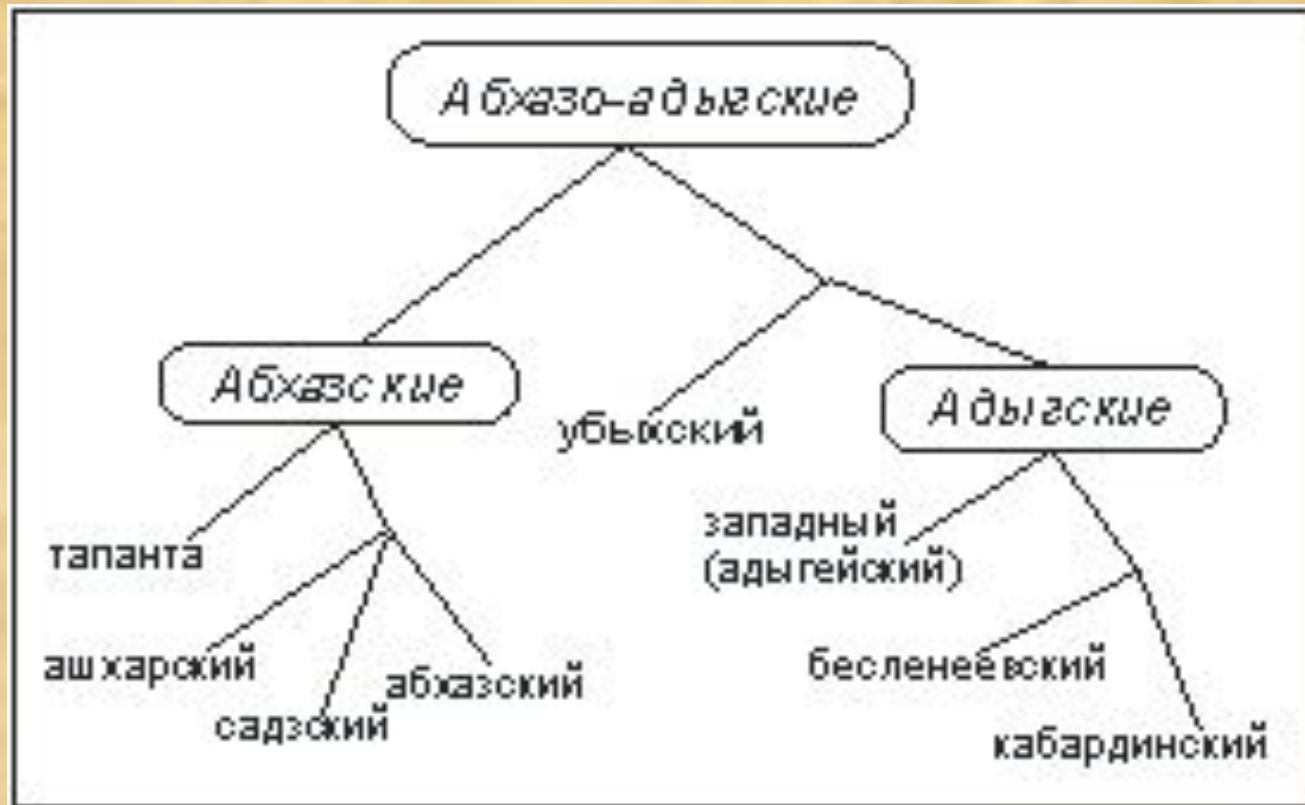 Абхазо-адыгские
Абхазские
убыхский
Адыгские
тапанта
ашхарский
садзский
абхазский
западный
(адыгейский)
бесленеевский
кабардинский